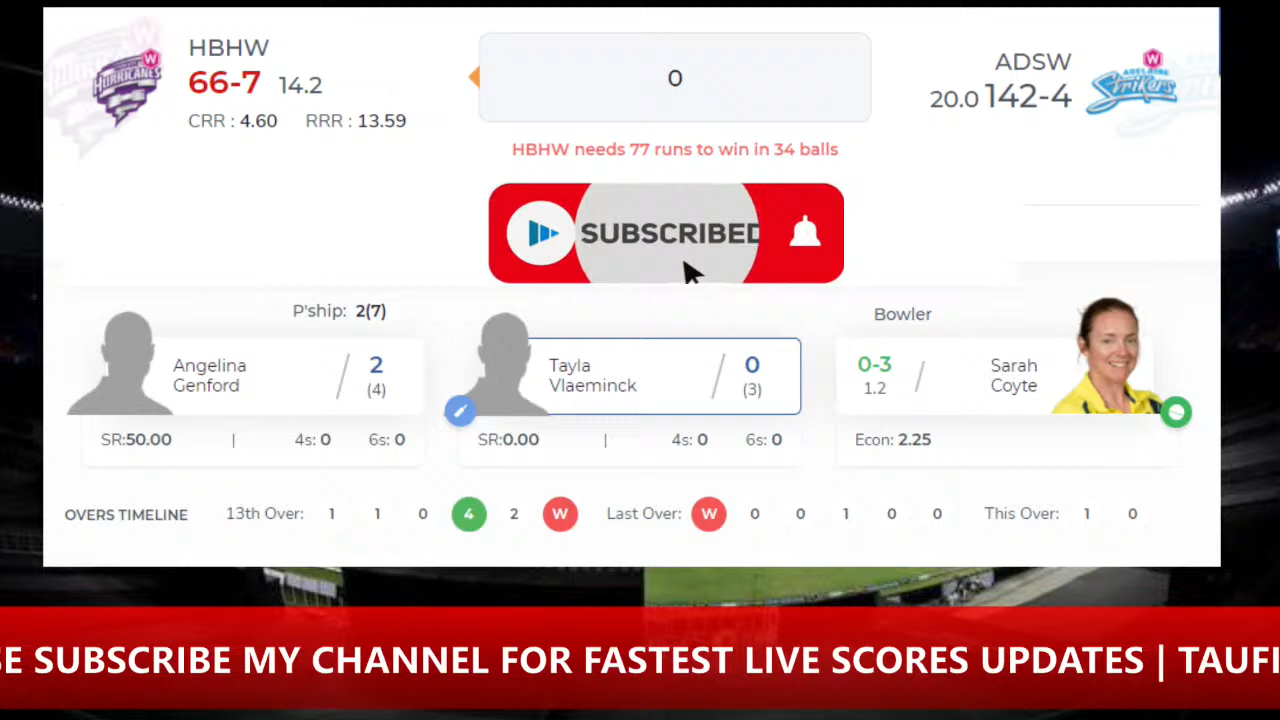 HBHW
66-7 14.2
CRR : 4.60 RRR : 13.59
0
HBHW needs 77 runs to win in 34 balls
ADSW
20.0 142-4
HURRICANES
W
ADELAIDE
Strikers
W
SUBSCRIBED
P'ship: 2(7)
Angelina
Genford
2
(4)
SR:50.00 | 4s: 0 6s: 0
Tayla
Vlaeminck
0
(3)
SR:0.00 | 4s: 0 6s: 0
Bowler
0-3
1.2
Sarah
Coyte
Econ: 2.25
OVERS TIMELINE 13th Over: 1 1 0 4 2 W Last Over: W 0 0 1 0 0 This Over: 1 0
SUBSCRIBE MY CHANNEL FOR FASTEST LIVE SCORES UPDATES |